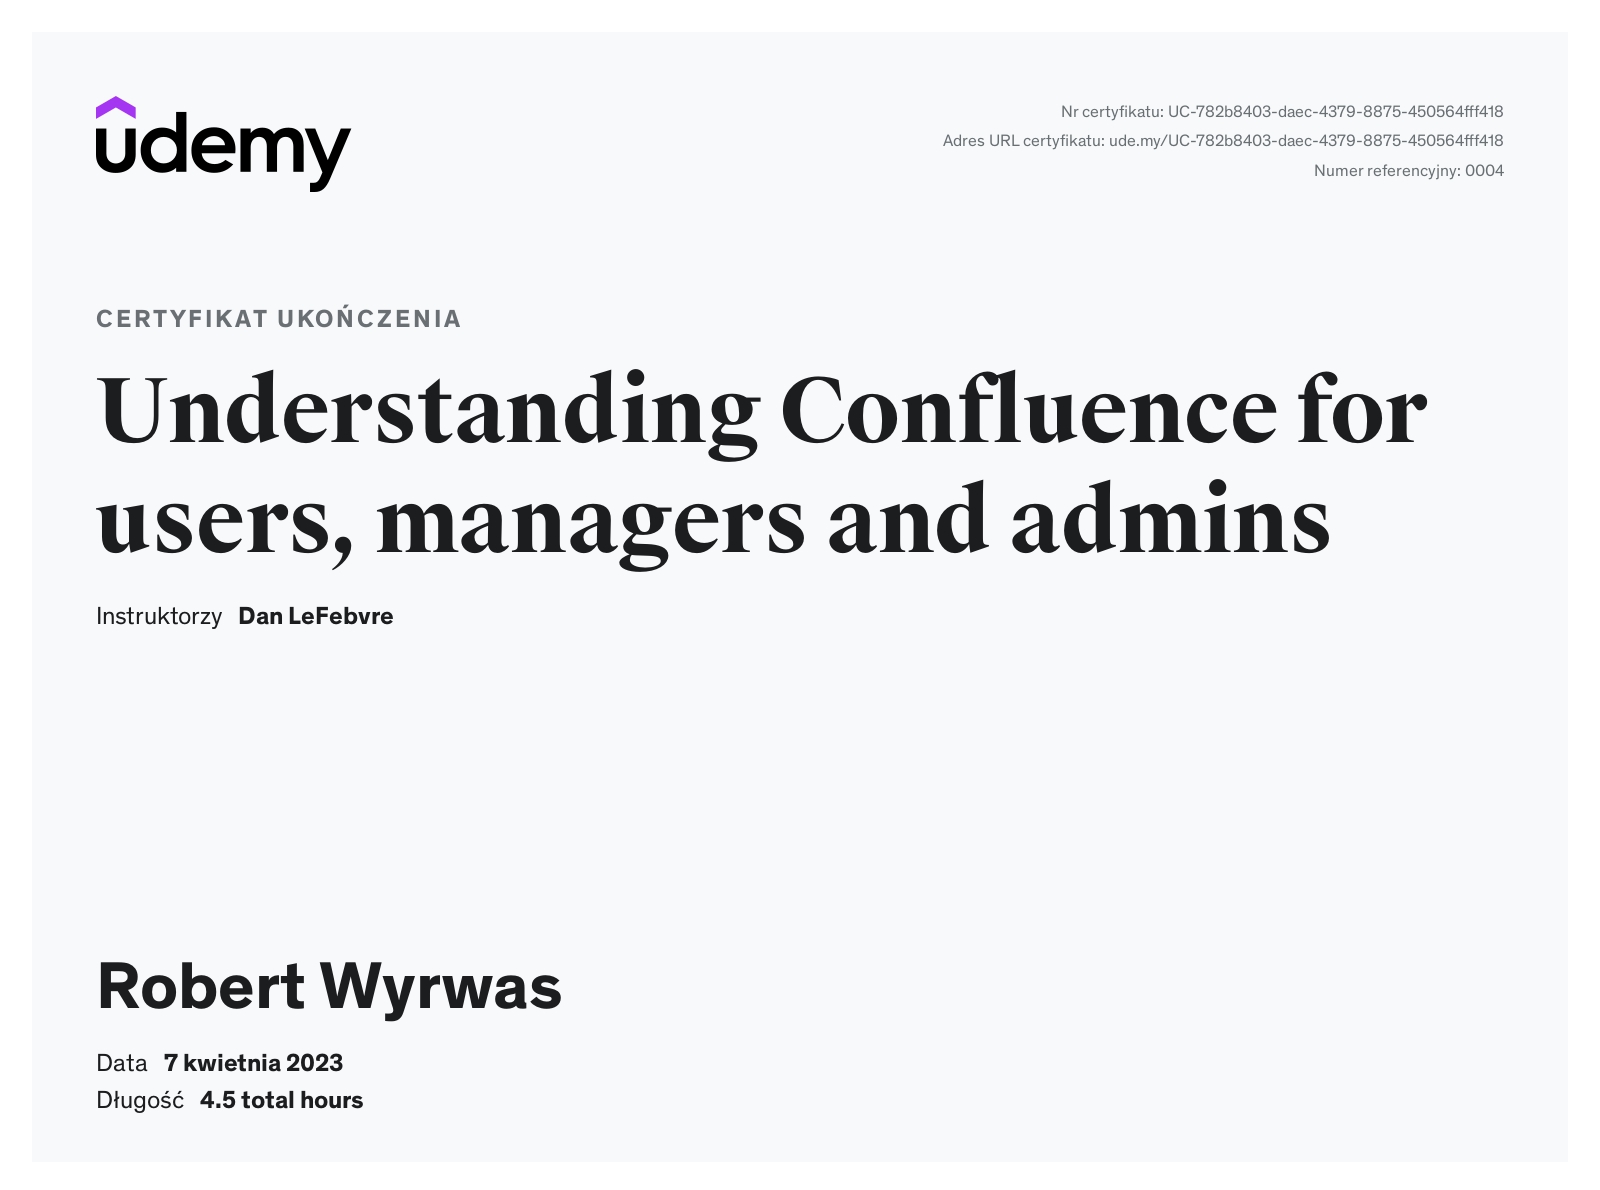 udemy
Nr certyfikatu: UC-782b8403-daec-4379-8875-450564fff418
Adres URL certyfikatu: ude.my/UC-782b8403-daec-4379-8875-450564fff418
Numer referencyjny: 0004
CERTYFIKAT UKOŃCZENIA
Understanding Confluence for
users, managers and admins
Instruktorzy Dan LeFebvre
Robert Wyrwas
Data 7 kwietnia 2023
Długość 4.5 total hours